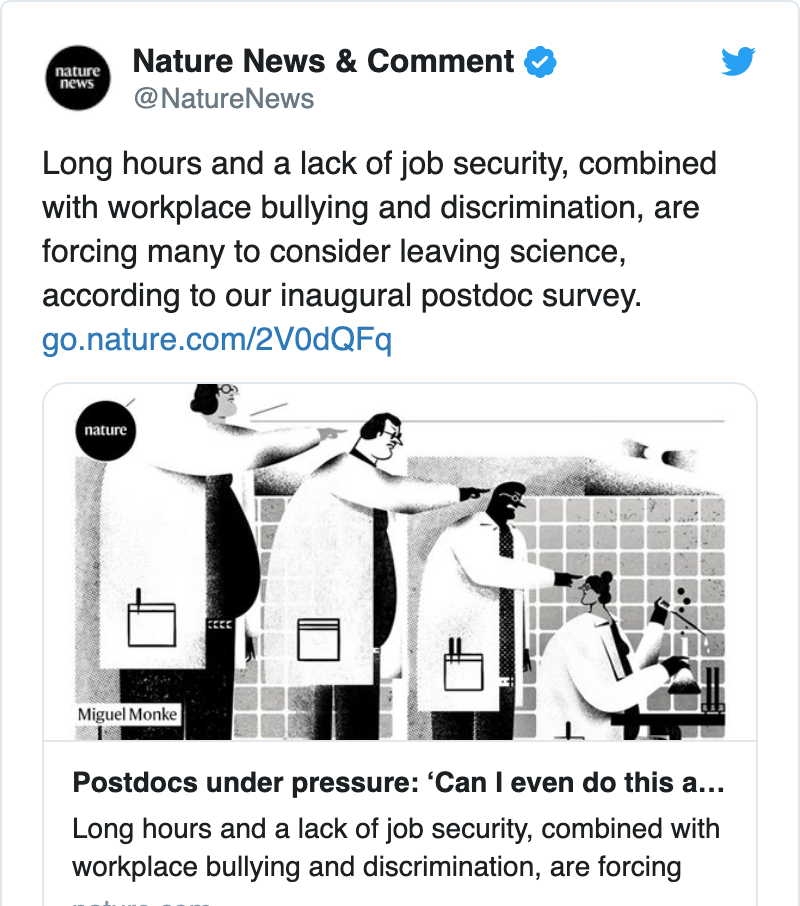 nature
news
Nature News & Comment
@NatureNews
Long hours and a lack of job security, combined
with workplace bullying and discrimination, are
forcing many to consider leaving science,
according to our inaugural postdoc survey.
go.nature.com/2V0dQFq
nature
Miguel Monke
Postdocs under pressure: ‘Can I even do this a…
Long hours and a lack of job security, combined with
workplace bullying and discrimination, are forcing
nature.com